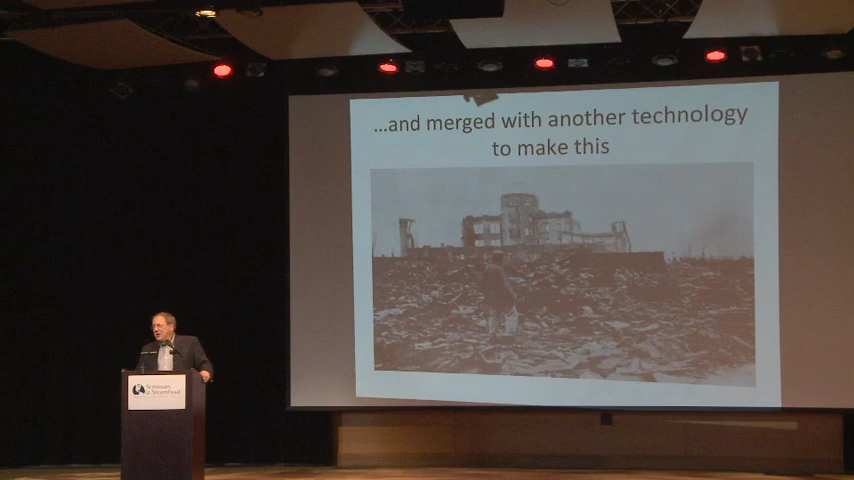 ...and merged with another technology
to make this
Seminars
at Steamboat